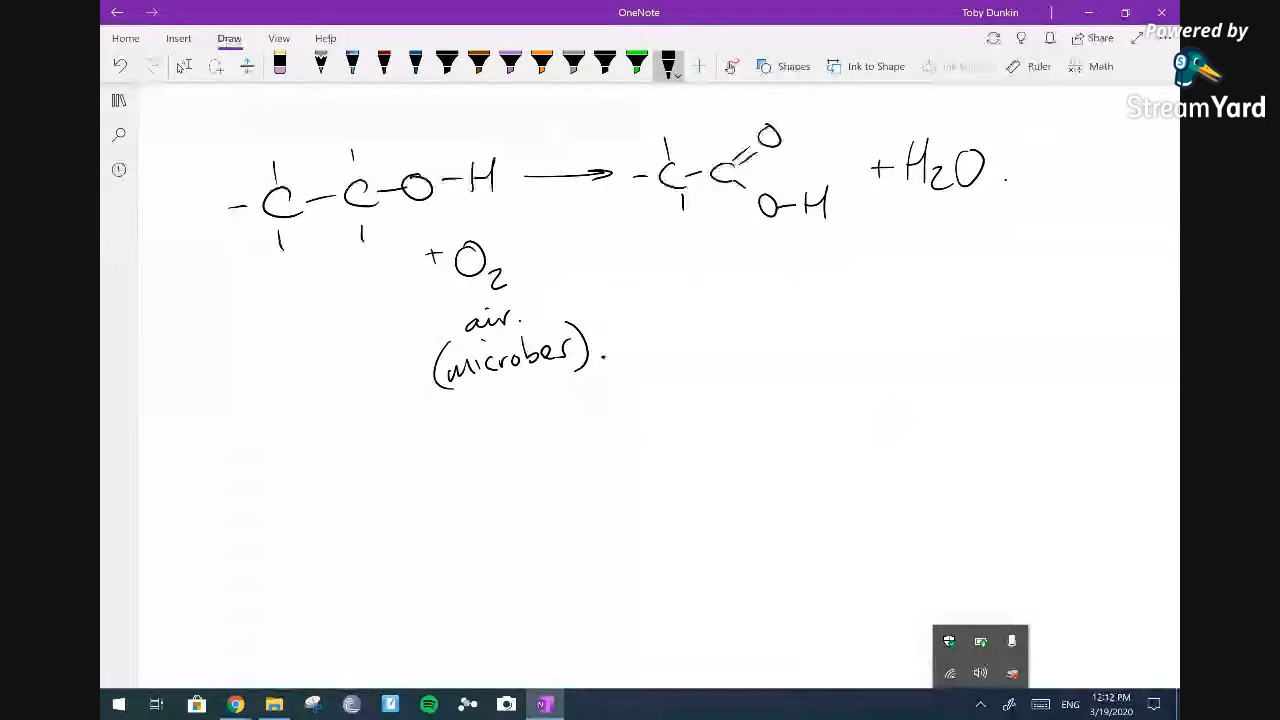 OneNote
Toby Dunkin
Powered by
StreamYard
Home Insert Draw View Help
Share
Shapes Ink to Shape Ruler Math
- C - C - O - H → - C - C = O + H2O .
O - H
+ O2
air.
(microbes).
12:12 PM
ENG
3/19/2020